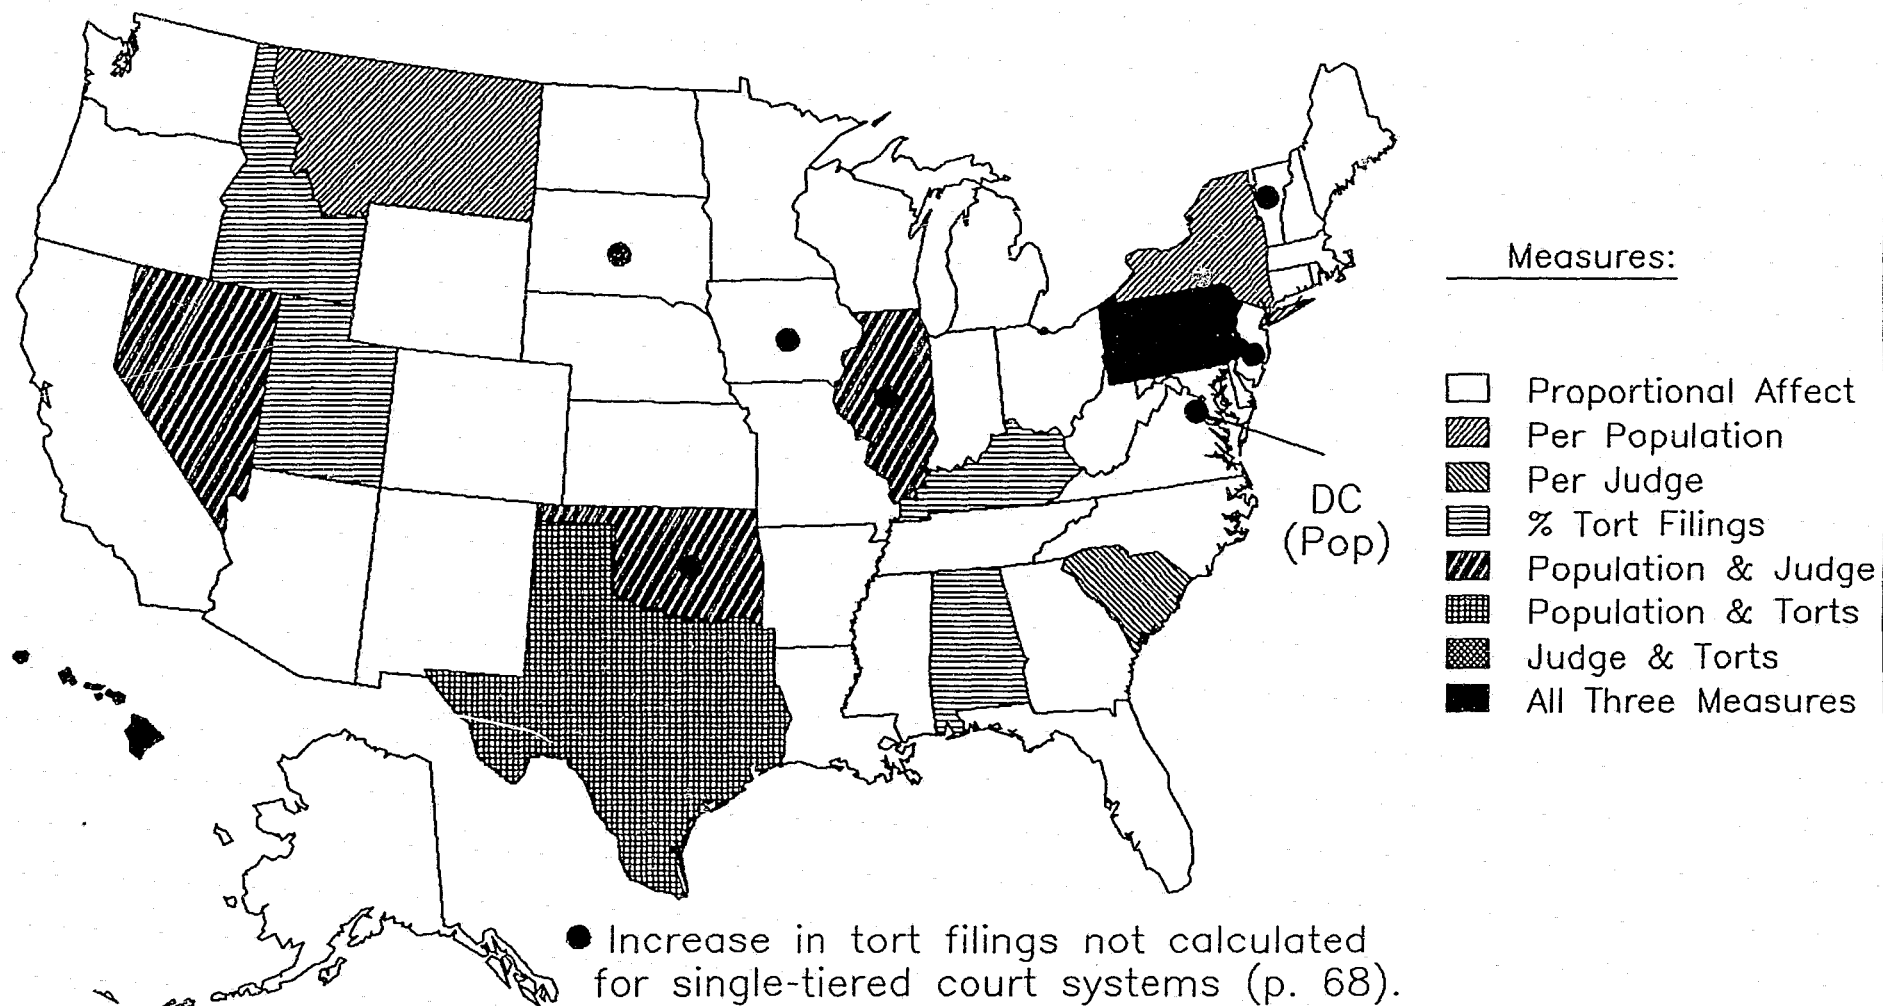 Measures:
Proportional Affect
Per Population
Per Judge
% Tort Filings
Population & Judge
Population & Torts
Judge & Torts
All Three Measures
DC
(Pop)
Increase in tort filings not calculated
for single-tiered court systems (p. 68).